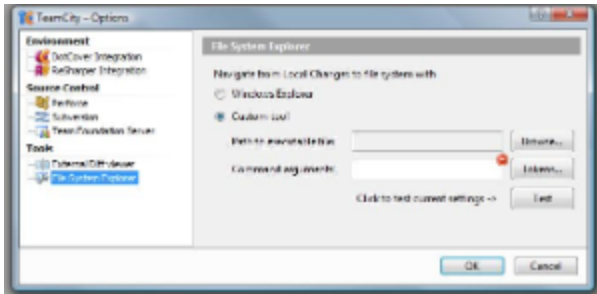 TeamCity – Options
Environment
DotCover Integration
ReSharper Integration
Source Control
Perforce
Subversion
Team Foundation Server
Tools
External Diff viewer
File System Explorer
File System Explorer
Navigate from Local Changes to file system with
Windows Explorer
Custom tool
Path to executable file:
Browse...
Command arguments:
Tokens...
Click to test current settings ->
Test
OK
Cancel